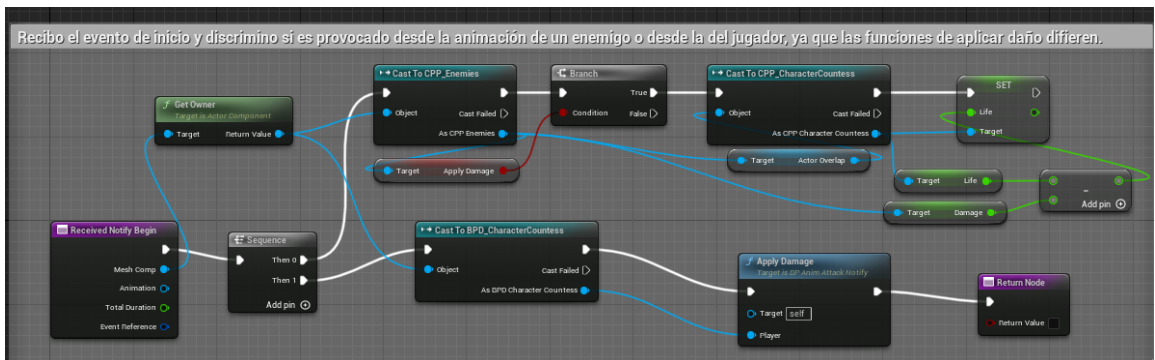 Recibo el evento de inicio y discrimino si es provocado desde la animación de un enemigo o desde la del jugador, ya que las funciones de aplicar daño difieren.
Get Owner
Target is Actor Component
Target Return Value
Cast To CPP_Enemies
Object Cast Failed
As CPP Enemies
Target Apply Damage
Branch
True
Condition False
Cast To CPP_CharacterCountess
Object Cast Failed
As CPP Character Countess
Target Actor Overlap
SET
Life
Target
Target Life
Target Damage
-
Add pin
Received Notify Begin
Mesh Comp
Animation
Total Duration
Event Reference
Sequence
Then 0
Then 1
Add pin
Cast To BPD_CharacterCountess
Object Cast Failed
As BPD Character Countess
Apply Damage
Target is BP Anim Attack Notify
Target self
Player
Return Node
Return Value